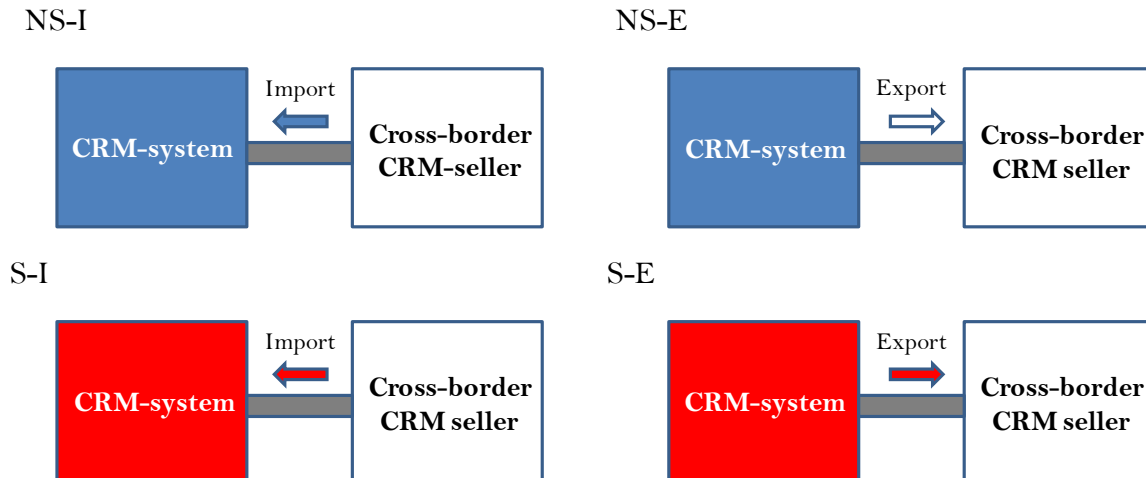 NS-I
NS-E
Import
CRM-system
Cross-border
CRM-seller
Export
CRM-system
Cross-border
CRM seller
S-I
S-E
Import
CRM-system
Cross-border
CRM seller
Export
CRM-system
Cross-border
CRM seller